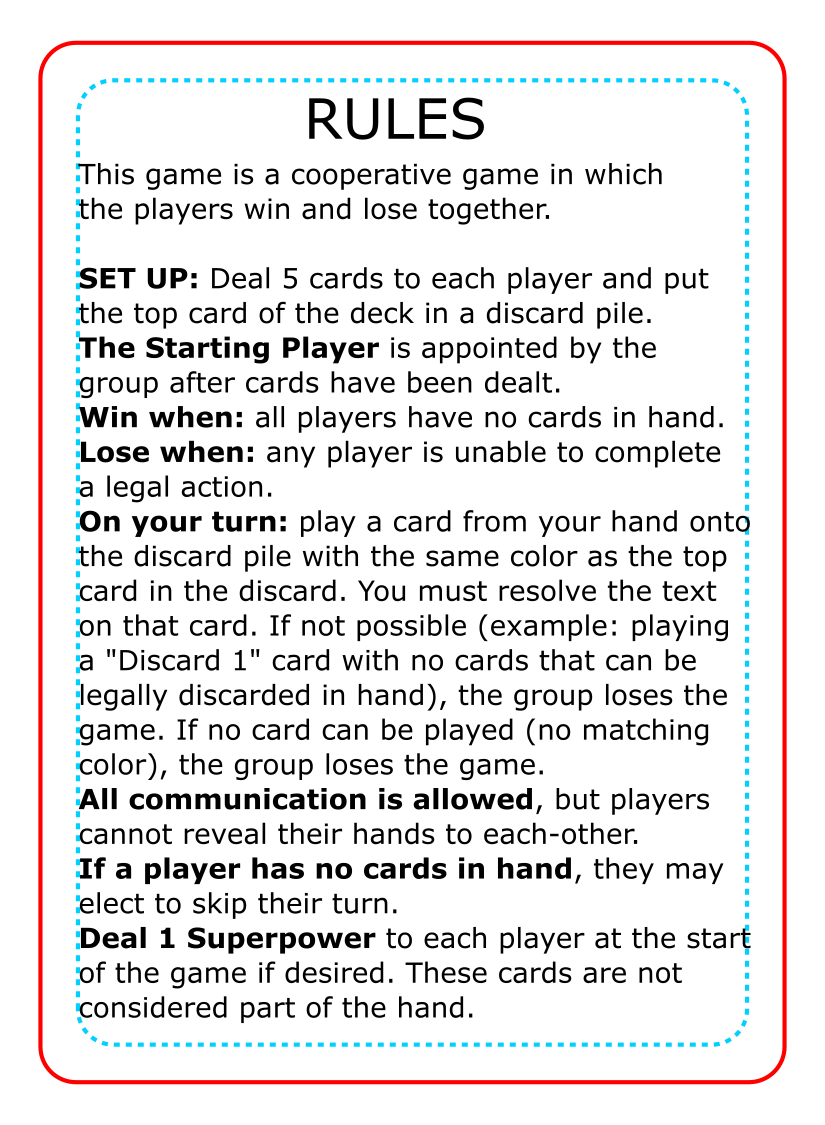 RULES
This game is a cooperative game in which
the players win and lose together.
SET UP: Deal 5 cards to each player and put
the top card of the deck in a discard pile.
The Starting Player is appointed by the
group after cards have been dealt.
Win when: all players have no cards in hand.
Lose when: any player is unable to complete
a legal action.
On your turn: play a card from your hand onto
the discard pile with the same color as the top
card in the discard. You must resolve the text
on that card. If not possible (example: playing
a "Discard 1" card with no cards that can be
legally discarded in hand), the group loses the
game. If no card can be played (no matching
color), the group loses the game.
All communication is allowed, but players
cannot reveal their hands to each-other.
If a player has no cards in hand, they may
elect to skip their turn.
Deal 1 Superpower to each player at the start
of the game if desired. These cards are not
considered part of the hand.